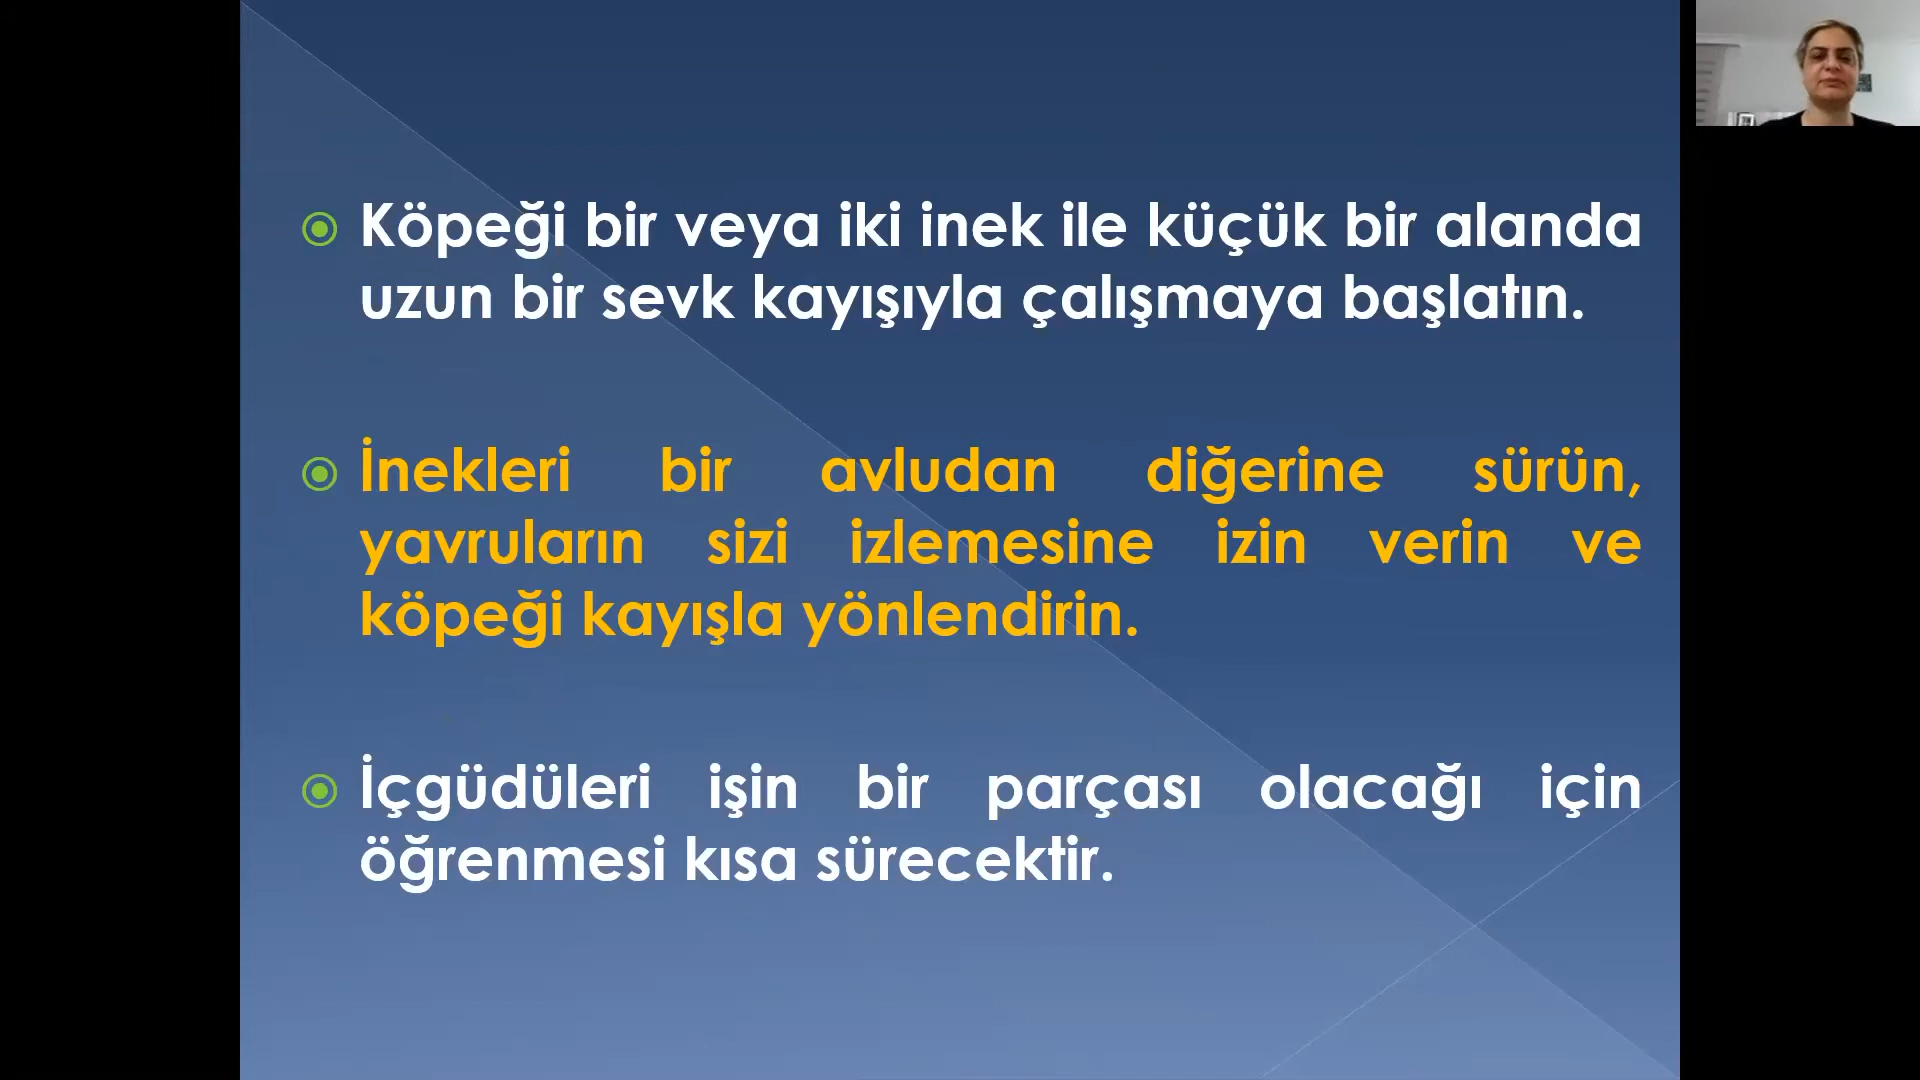 Köpeği bir veya iki inek ile küçük bir alanda
uzun bir sevk kayışıyla çalışmaya başlatın.
İnekleri bir avludan diğerine sürün,
yavruların sizi izlemesine izin verin ve
köpeği kayışla yönlendirin.
İçgüdüleri işin bir parçası olacağı için
öğrenmesi kısa sürecektir.